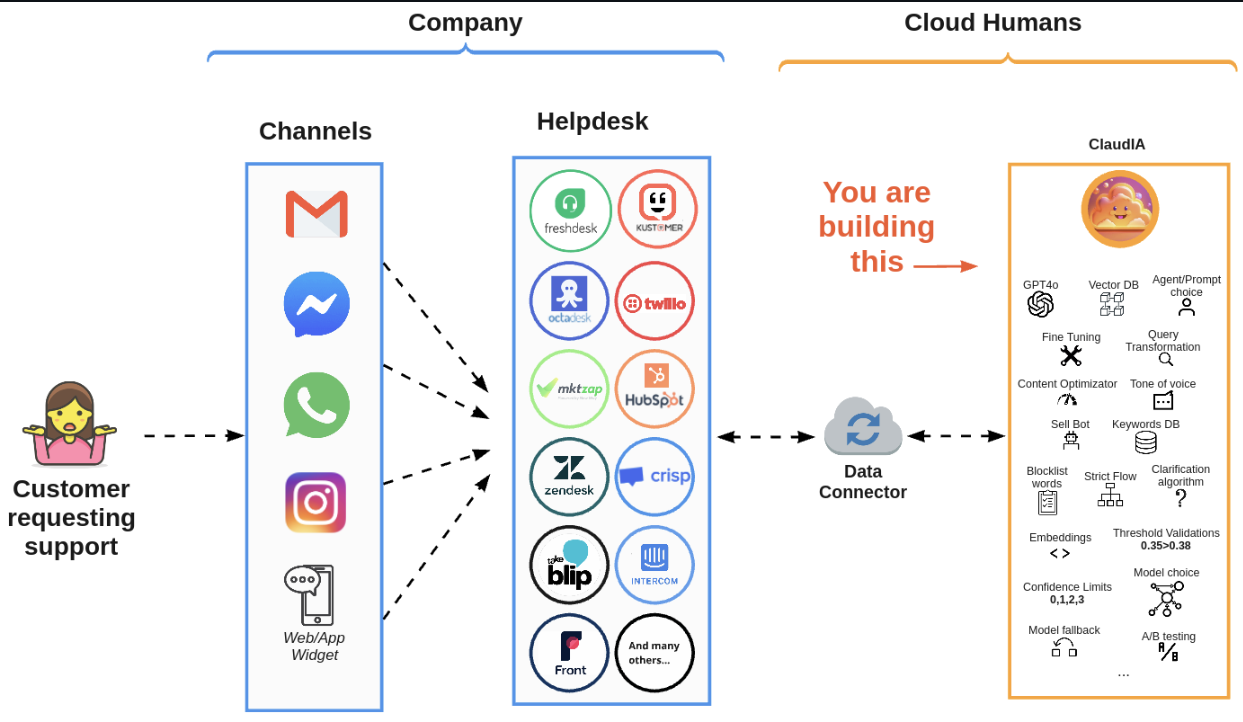 Company
Cloud Humans
Channels
Helpdesk
ClaudIA
freshdesk
KUSTOMER
octadesk
twilio
mktzap
HubSpot
zendesk
crisp
take
blip
INTERCOM
Front
And many
others...
Web/App
Widget
Customer
requesting
support
You are
building
this
Data
Connector
GPT4o
Vector DB
Agent/Prompt
choice
Fine Tuning
Query
Transformation
Content Optimizator
Tone of voice
Sell Bot
Keywords DB
Blocklist
words
Strict Flow
Clarification
algorithm
?
Embeddings
< >
Threshold Validations
0.35>0.38
Confidence Limits
0,1,2,3
Model choice
Model fallback
A/B testing
A/B
...